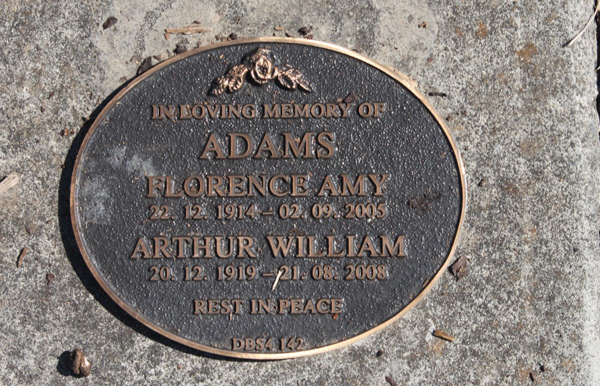 IN LOVING MEMORY OF
ADAMS
FLORENCE AMY
22. 12. 1914 – 02. 09. 2005
ARTHUR WILLIAM
20. 12. 1919 – 21. 08. 2008
REST IN PEACE
DBS4 142